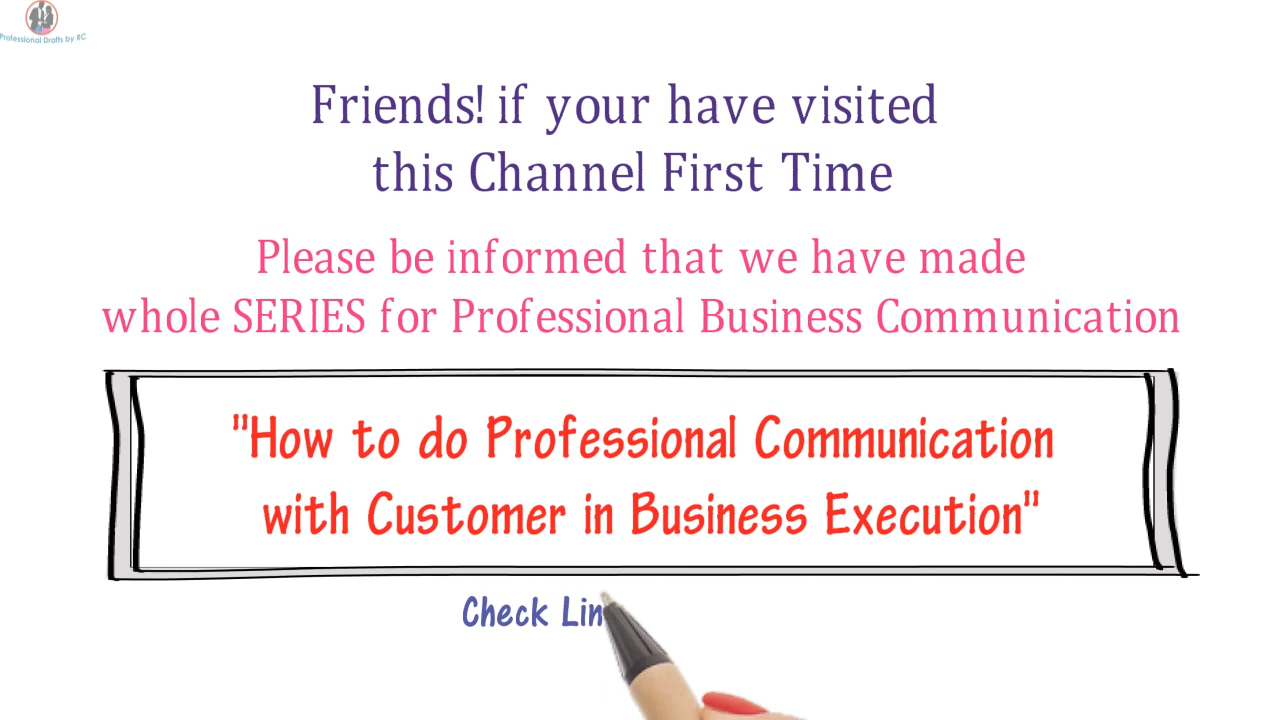 Professional Drafts by RC
Friends! if your have visited
this Channel First Time
Please be informed that we have made
whole SERIES for Professional Business Communication
"How to do Professional Communication
with Customer in Business Execution"
Check Lin